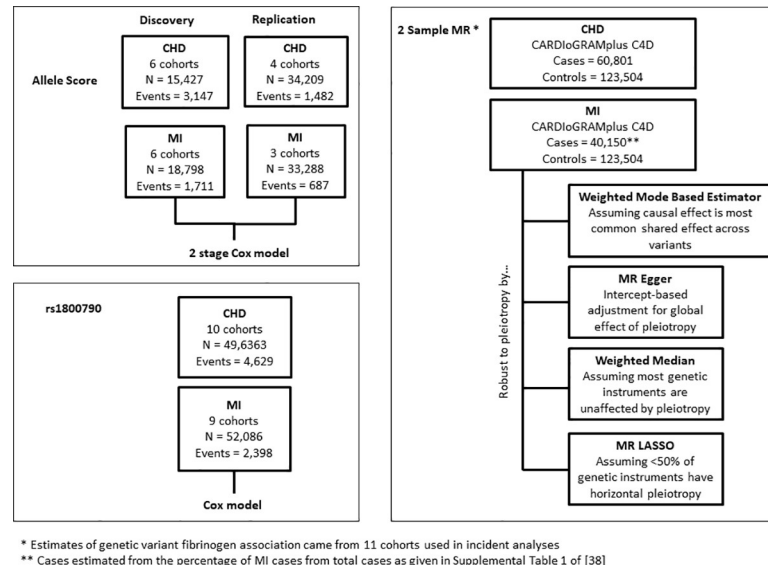 Discovery
Replication
Allele Score
CHD
6 cohorts
N = 15,427
Events = 3,147
CHD
4 cohorts
N = 34,209
Events = 1,482
MI
6 cohorts
N = 18,798
Events = 1,711
MI
3 cohorts
N = 33,288
Events = 687
2 stage Cox model
rs1800790
CHD
10 cohorts
N = 49,6363
Events = 4,629
MI
9 cohorts
N = 52,086
Events = 2,398
Cox model
2 Sample MR *
CHD
CARDIoGRAMplus C4D
Cases = 60,801
Controls = 123,504
MI
CARDIoGRAMplus C4D
Cases = 40,150**
Controls = 123,504
Robust to pleiotropy by...
Weighted Mode Based Estimator
Assuming causal effect is most
common shared effect across
variants
MR Egger
Intercept-based
adjustment for global
effect of pleiotropy
Weighted Median
Assuming most genetic
instruments are
unaffected by pleiotropy
MR LASSO
Assuming <50% of
genetic instruments have
horizontal pleiotropy
* Estimates of genetic variant fibrinogen association came from 11 cohorts used in incident analyses
** Cases estimated from the percentage of MI cases from total cases as given in Supplemental Table 1 of [38]